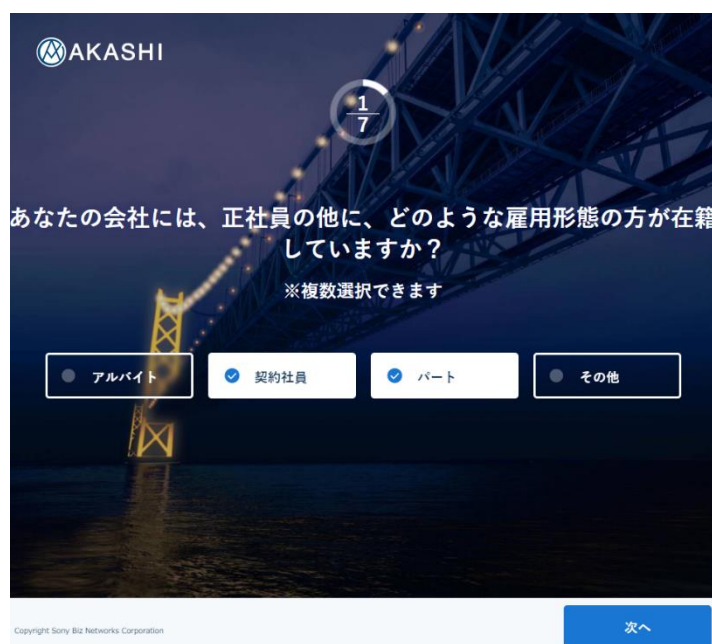 AKASHI
1
7
あなたの会社には、正社員の他に、どのような雇用形態の方が在籍
していますか？
※複数選択できます
アルバイト
契約社員
パート
その他
Copyright Sony Biz Networks Corporation
次へ